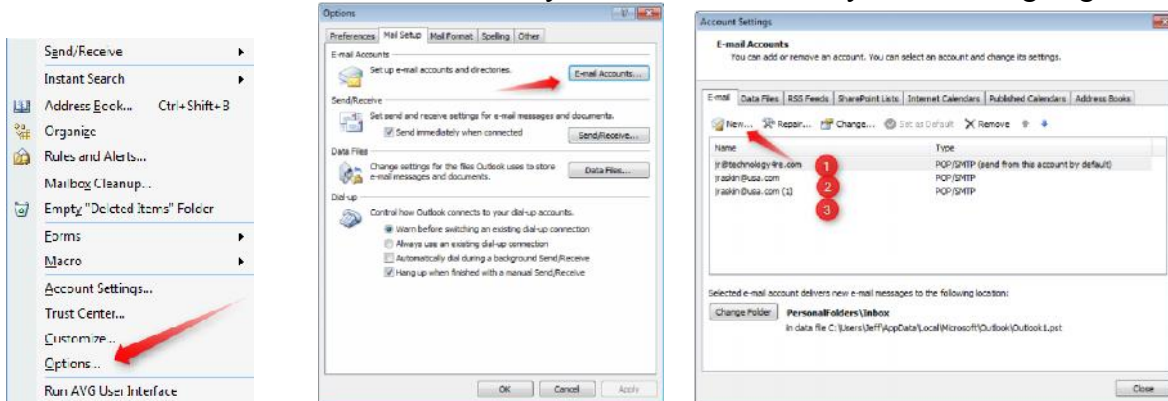 Send/Receive
Instant Search
Address Book... Ctrl+Shift+B
Organize
Rules and Alerts...
Mailbox Cleanup...
Empty "Deleted Items" Folder
Forms
Macro
Account Settings...
Trust Center...
Customize...
Options...
Run AVG User Interface
Options
Preferences Mail Setup Mail Format Spelling Other
E-mail Accounts
Set up e-mail accounts and directories.
E-mail Accounts...
Send/Receive
Set send and receive settings for e-mail messages and documents.
Send immediately when connected
Send/Receive...
Data Files
Change settings for the files Outlook uses to store
e-mail messages and documents.
Data Files...
Dial-up
Control how Outlook connects to your dial-up accounts.
Warn before switching an existing dial-up connection
Always use an existing dial-up connection
Automatically dial during a background Send/Receive
Hang up when finished with a manual Send/Receive
OK Cancel Apply
Account Settings
E-mail Accounts
You can add or remove an account. You can select an account and change its settings.
E-mail Data Files RSS Feeds SharePoint Lists Internet Calendars Published Calendars Address Books
New... Repair... Change... Set as Default Remove
Name Type
jr@technology4re.com 1 POP/SMTP (send from this account by default)
jraskin@usa.com 2 POP/SMTP
jraskin@usa.com (1) 3 POP/SMTP
Selected e-mail account delivers new e-mail messages to the following location:
Change Folder PersonalFolders\Inbox
in data file C:\Users\Jeff\AppData\Local\Microsoft\Outlook\Outlook1.pst
Close